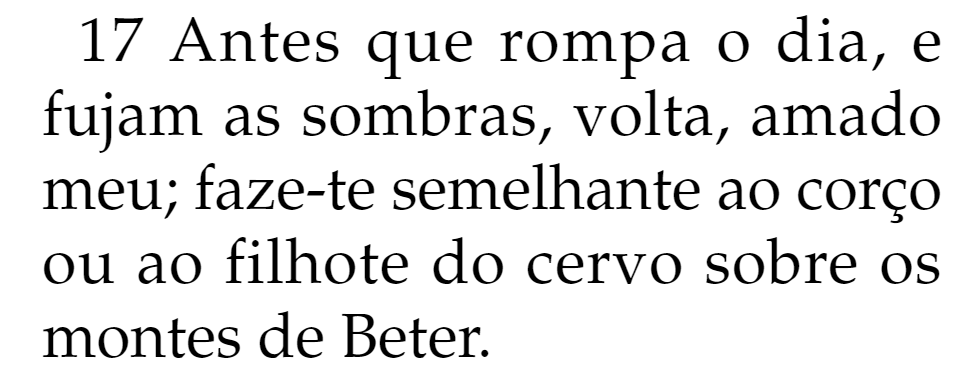 17 Antes que rompa o dia, e
fujam as sombras, volta, amado
meu; faze-te semelhante ao corço
ou ao filhote do cervo sobre os
montes de Beter.